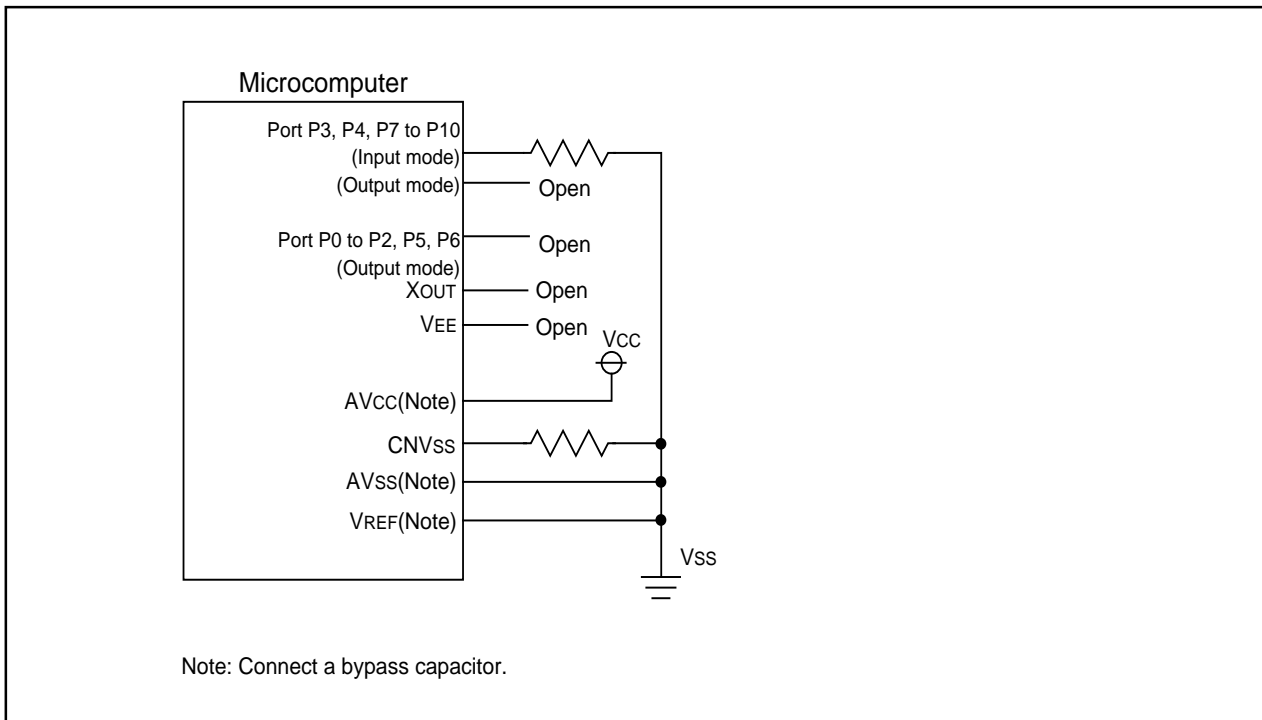 Microcomputer
Port P3, P4, P7 to P10
(Input mode)
(Output mode)
Open
Port P0 to P2, P5, P6
Open
(Output mode)
XOUT
Open
VEE
Open
VCC
AVCC(Note)
CNVSS
AVSS(Note)
VREF(Note)
VSS
Note: Connect a bypass capacitor.